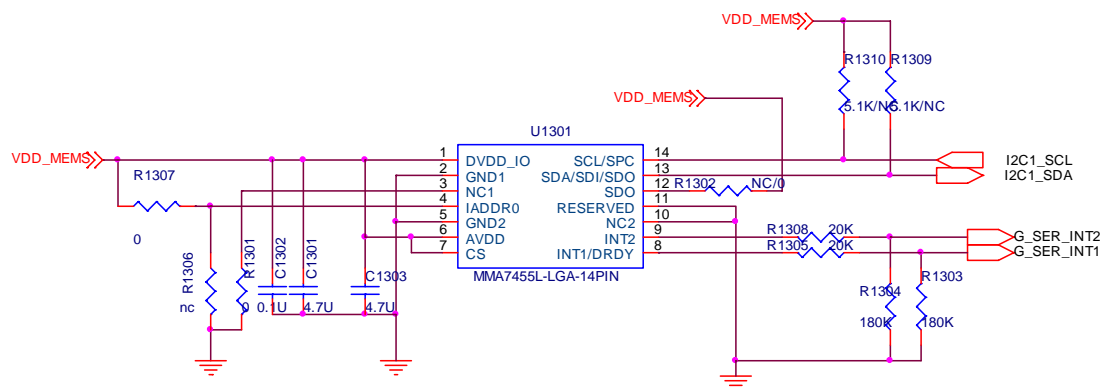 VDD_MEMS
R1310
R1309
5.1K/NC
5.1K/NC
VDD_MEMS
U1301
VDD_MEMS
1
DVDD_IO
SCL/SPC
14
I2C1_SCL
2
GND1
SDA/SDI/SDO
13
I2C1_SDA
R1307
3
NC1
SDO
12
R1302
NC/0
4
IADDR0
RESERVED
11
5
GND2
NC2
10
0
6
AVDD
INT2
9
R1308
20K
G_SER_INT2
7
CS
INT1/DRDY
8
R1305
20K
G_SER_INT1
MMA7455L-LGA-14PIN
R1306
R1301
C1302
C1301
C1303
R1304
R1303
nc
0
0.1U
4.7U
4.7U
180K
180K